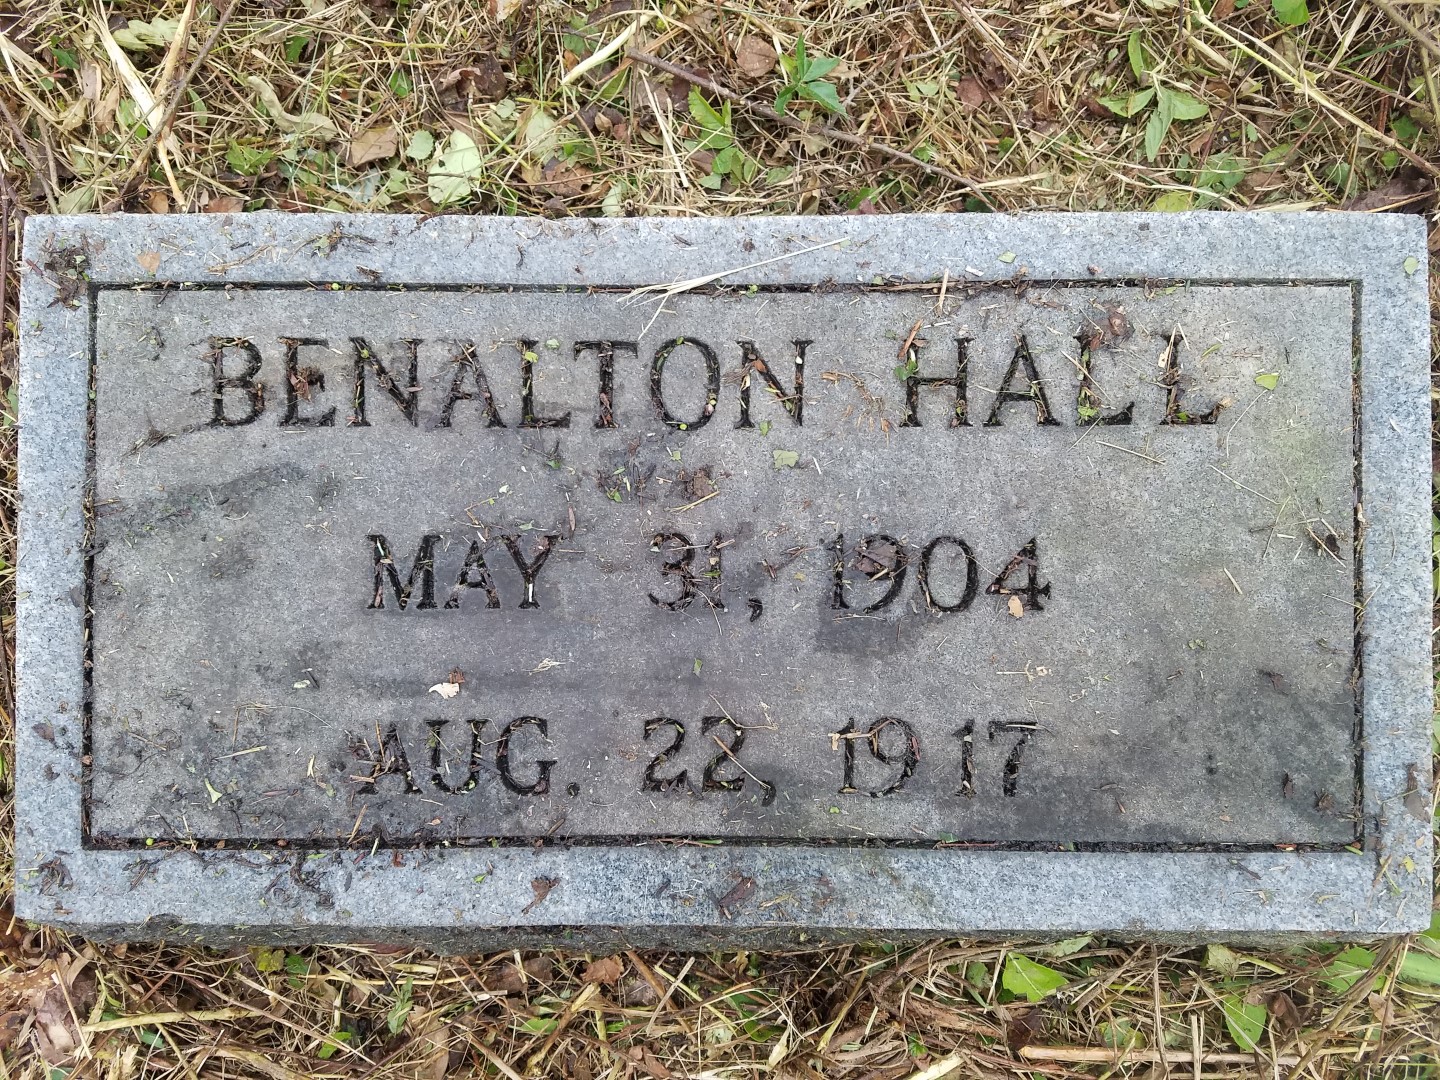 BENALTON HALL
MAY 31, 1904
AUG. 22, 1917